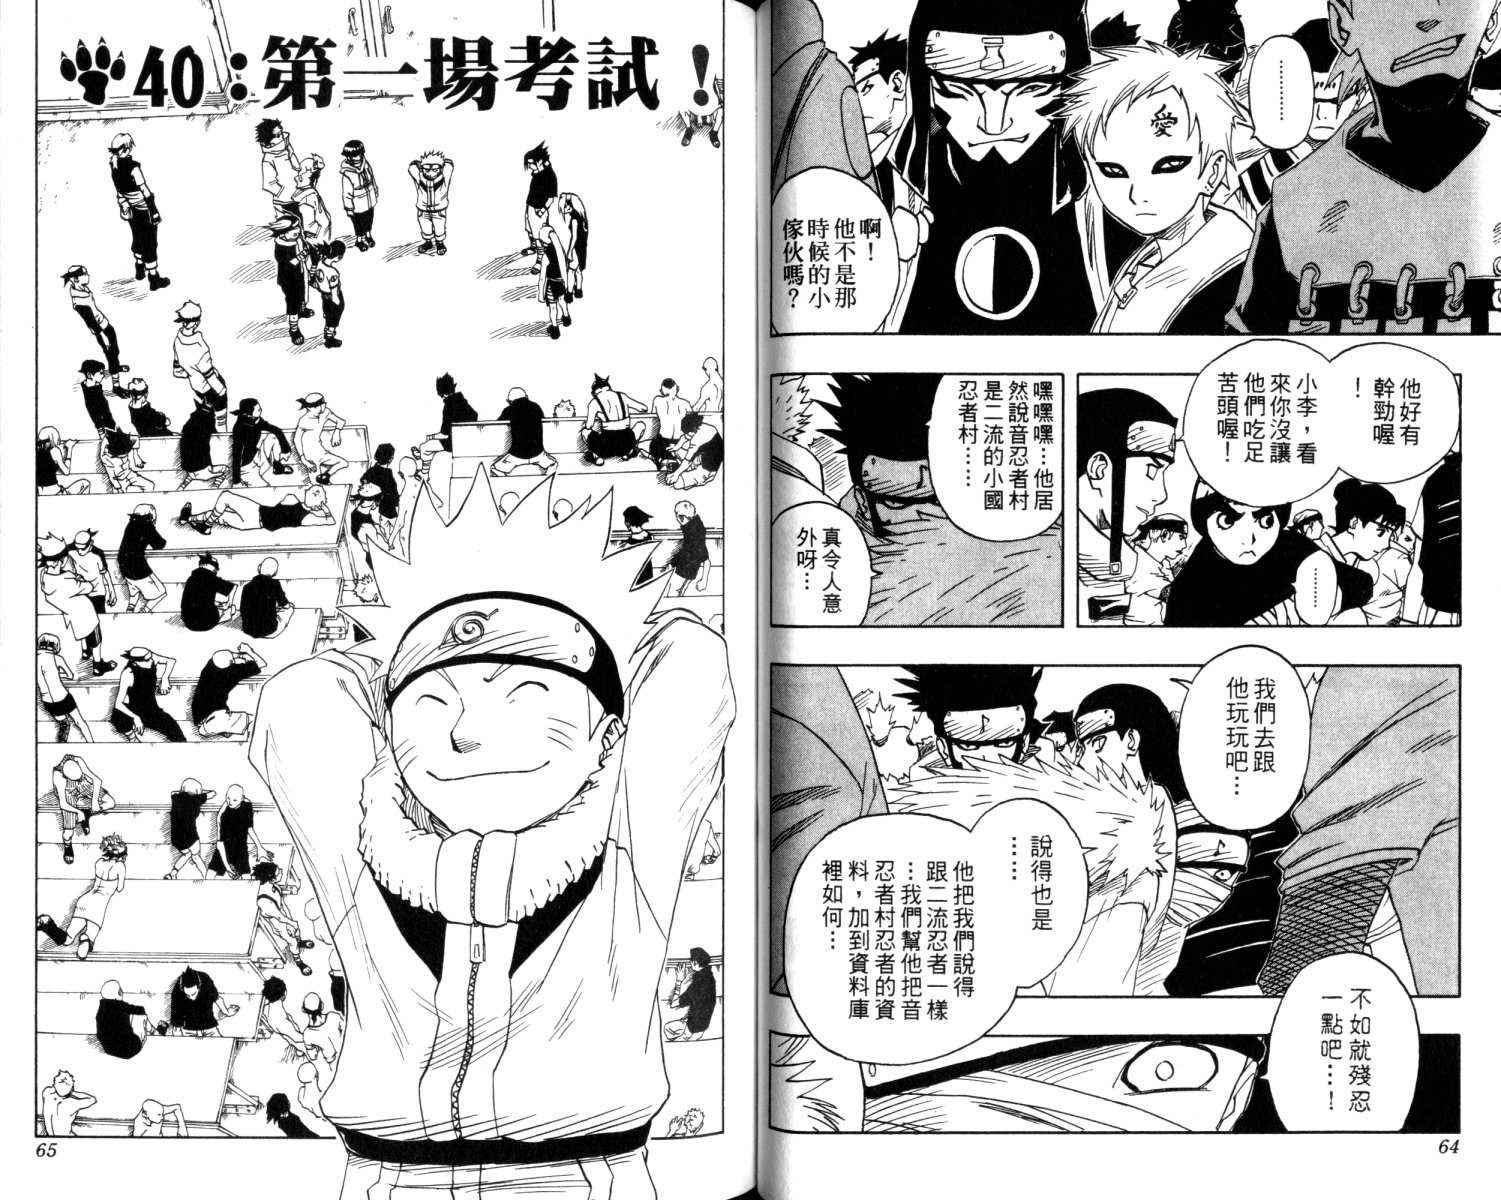 愛
…………
啊！
他不是那
時候的小
傢伙嗎？
他好有
幹勁喔
！
小李，看
來你沒讓
他們吃足
苦頭喔！
…………
嘿嘿嘿…他居
然說音忍者村
是二流的小國
忍者村……
真令人意
外呀…
我們去跟
他玩玩吧…
說得也是
……
他把我們說得
跟二流忍者一樣
…我們幫他把音
忍者村忍者的資
料，加到資料庫
裡如何…
不如就殘忍
一點吧…！
64
40：第一場考試！
65